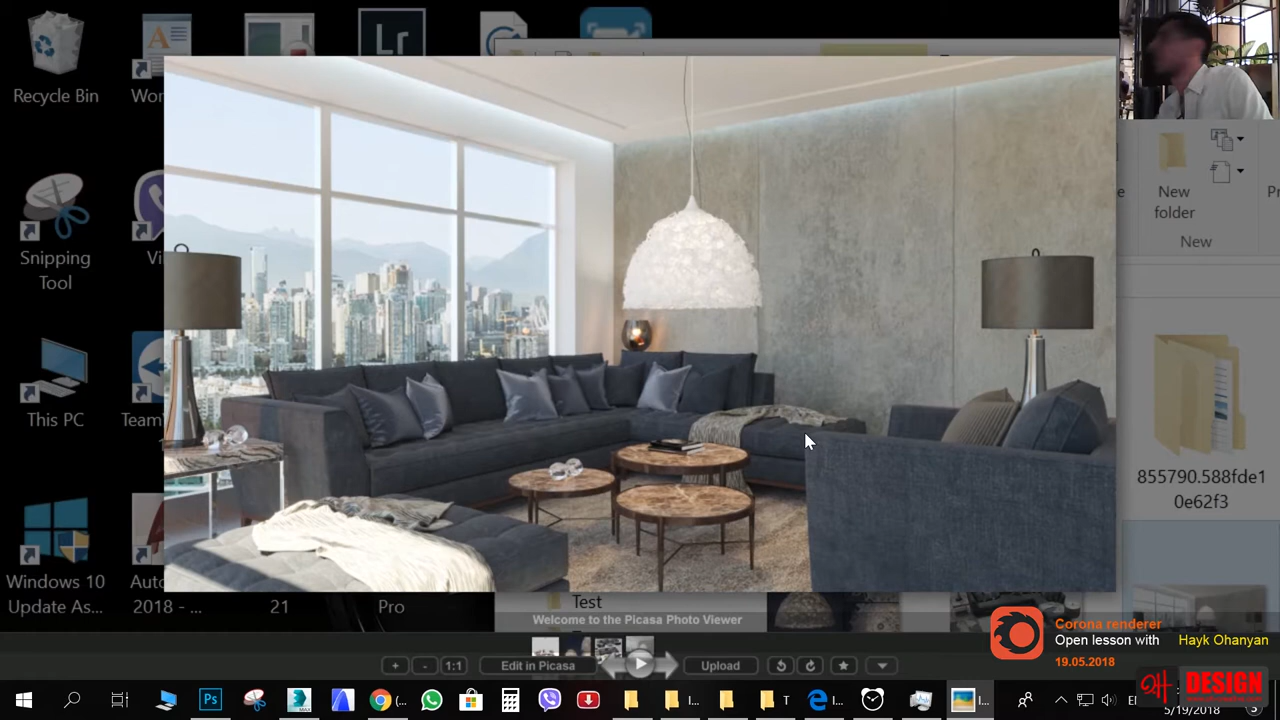 Lr
Recycle Bin
Wor
Snipping
Tool
Vi
This PC
Team
Windows 10
Update As...
Auto
2018 - ...
21
Pro
New
folder
New
855790.588fde1
0e62f3
Test
Welcome to the Picasa Photo Viewer
+
-
1:1
Edit in Picasa
Upload
Corona renderer
Open lesson with Hayk Ohanyan
19.05.2018
Ps
DESIGN
5/19/2018